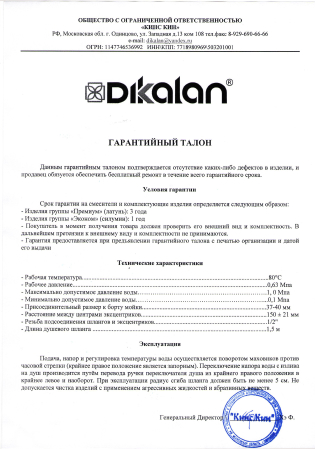 ОБЩЕСТВО С ОГРАНИЧЕННОЙ ОТВЕТСТВЕННОСТЬЮ
«КИНС КИН»
РФ, Московская обл. г. Одинцово, ул. Западная д.13 ком 108 тел.факс 8-929-690-66-66
e-mail: dikalan@yandex.ru
ОГРН: 1147746536992 ИНН\КПП: 7718980969\503201001
Dikalan®
ГАРАНТИЙНЫЙ ТАЛОН
Данным гарантийным талоном подтверждается отсутствие каких-либо дефектов в изделии, и
продавец обязуется обеспечить бесплатный ремонт в течение всего гарантийного срока.
Условия гарантии
Срок гарантии на смесители и комплектующие изделия определяется следующим образом:
- Изделия группы «Премиум» (латунь): 3 года
- Изделия группы «Эконом» (силумин): 1 год
- Покупатель в момент получения товара должен проверить его внешний вид и комплектность. В
дальнейшем претензии к внешнему виду и комплектности не принимаются.
- Гарантия предоставляется при предъявлении гарантийного талона с печатью организации и датой
его выдачи
Технические характеристики
- Рабочая температура...80°С
- Рабочее давление...0,63 Мпа
- Максимально допустимое давление воды...1, 0 Мпа
- Минимально допустимое давление воды...0,1 Мпа
- Присоединительный размер к борту мойки...37-40 мм
- Расстояние между центрами эксцентриков...150 ± 21 мм
- Резьба подсоединения шлангов и эксцентриков...1/2"
- Длина душевого шланга...1,5 м
Эксплуатация
Подача, напор и регулировка температуры воды осуществляется поворотом маховиков против
часовой стрелки (крайнее правое положение является запорным). Переключение напора воды с излива
на душ производится путём перевода ручки переключателя душа из крайнего правого положения в
крайнее левое и наоборот. При эксплуатации радиус сгиба шланга должен быть не менее 5 см. Не
допускается чистка изделий с применением агрессивных жидкостей и абразивных веществ.
Генеральный Директор "Кинс Кин" Ф.